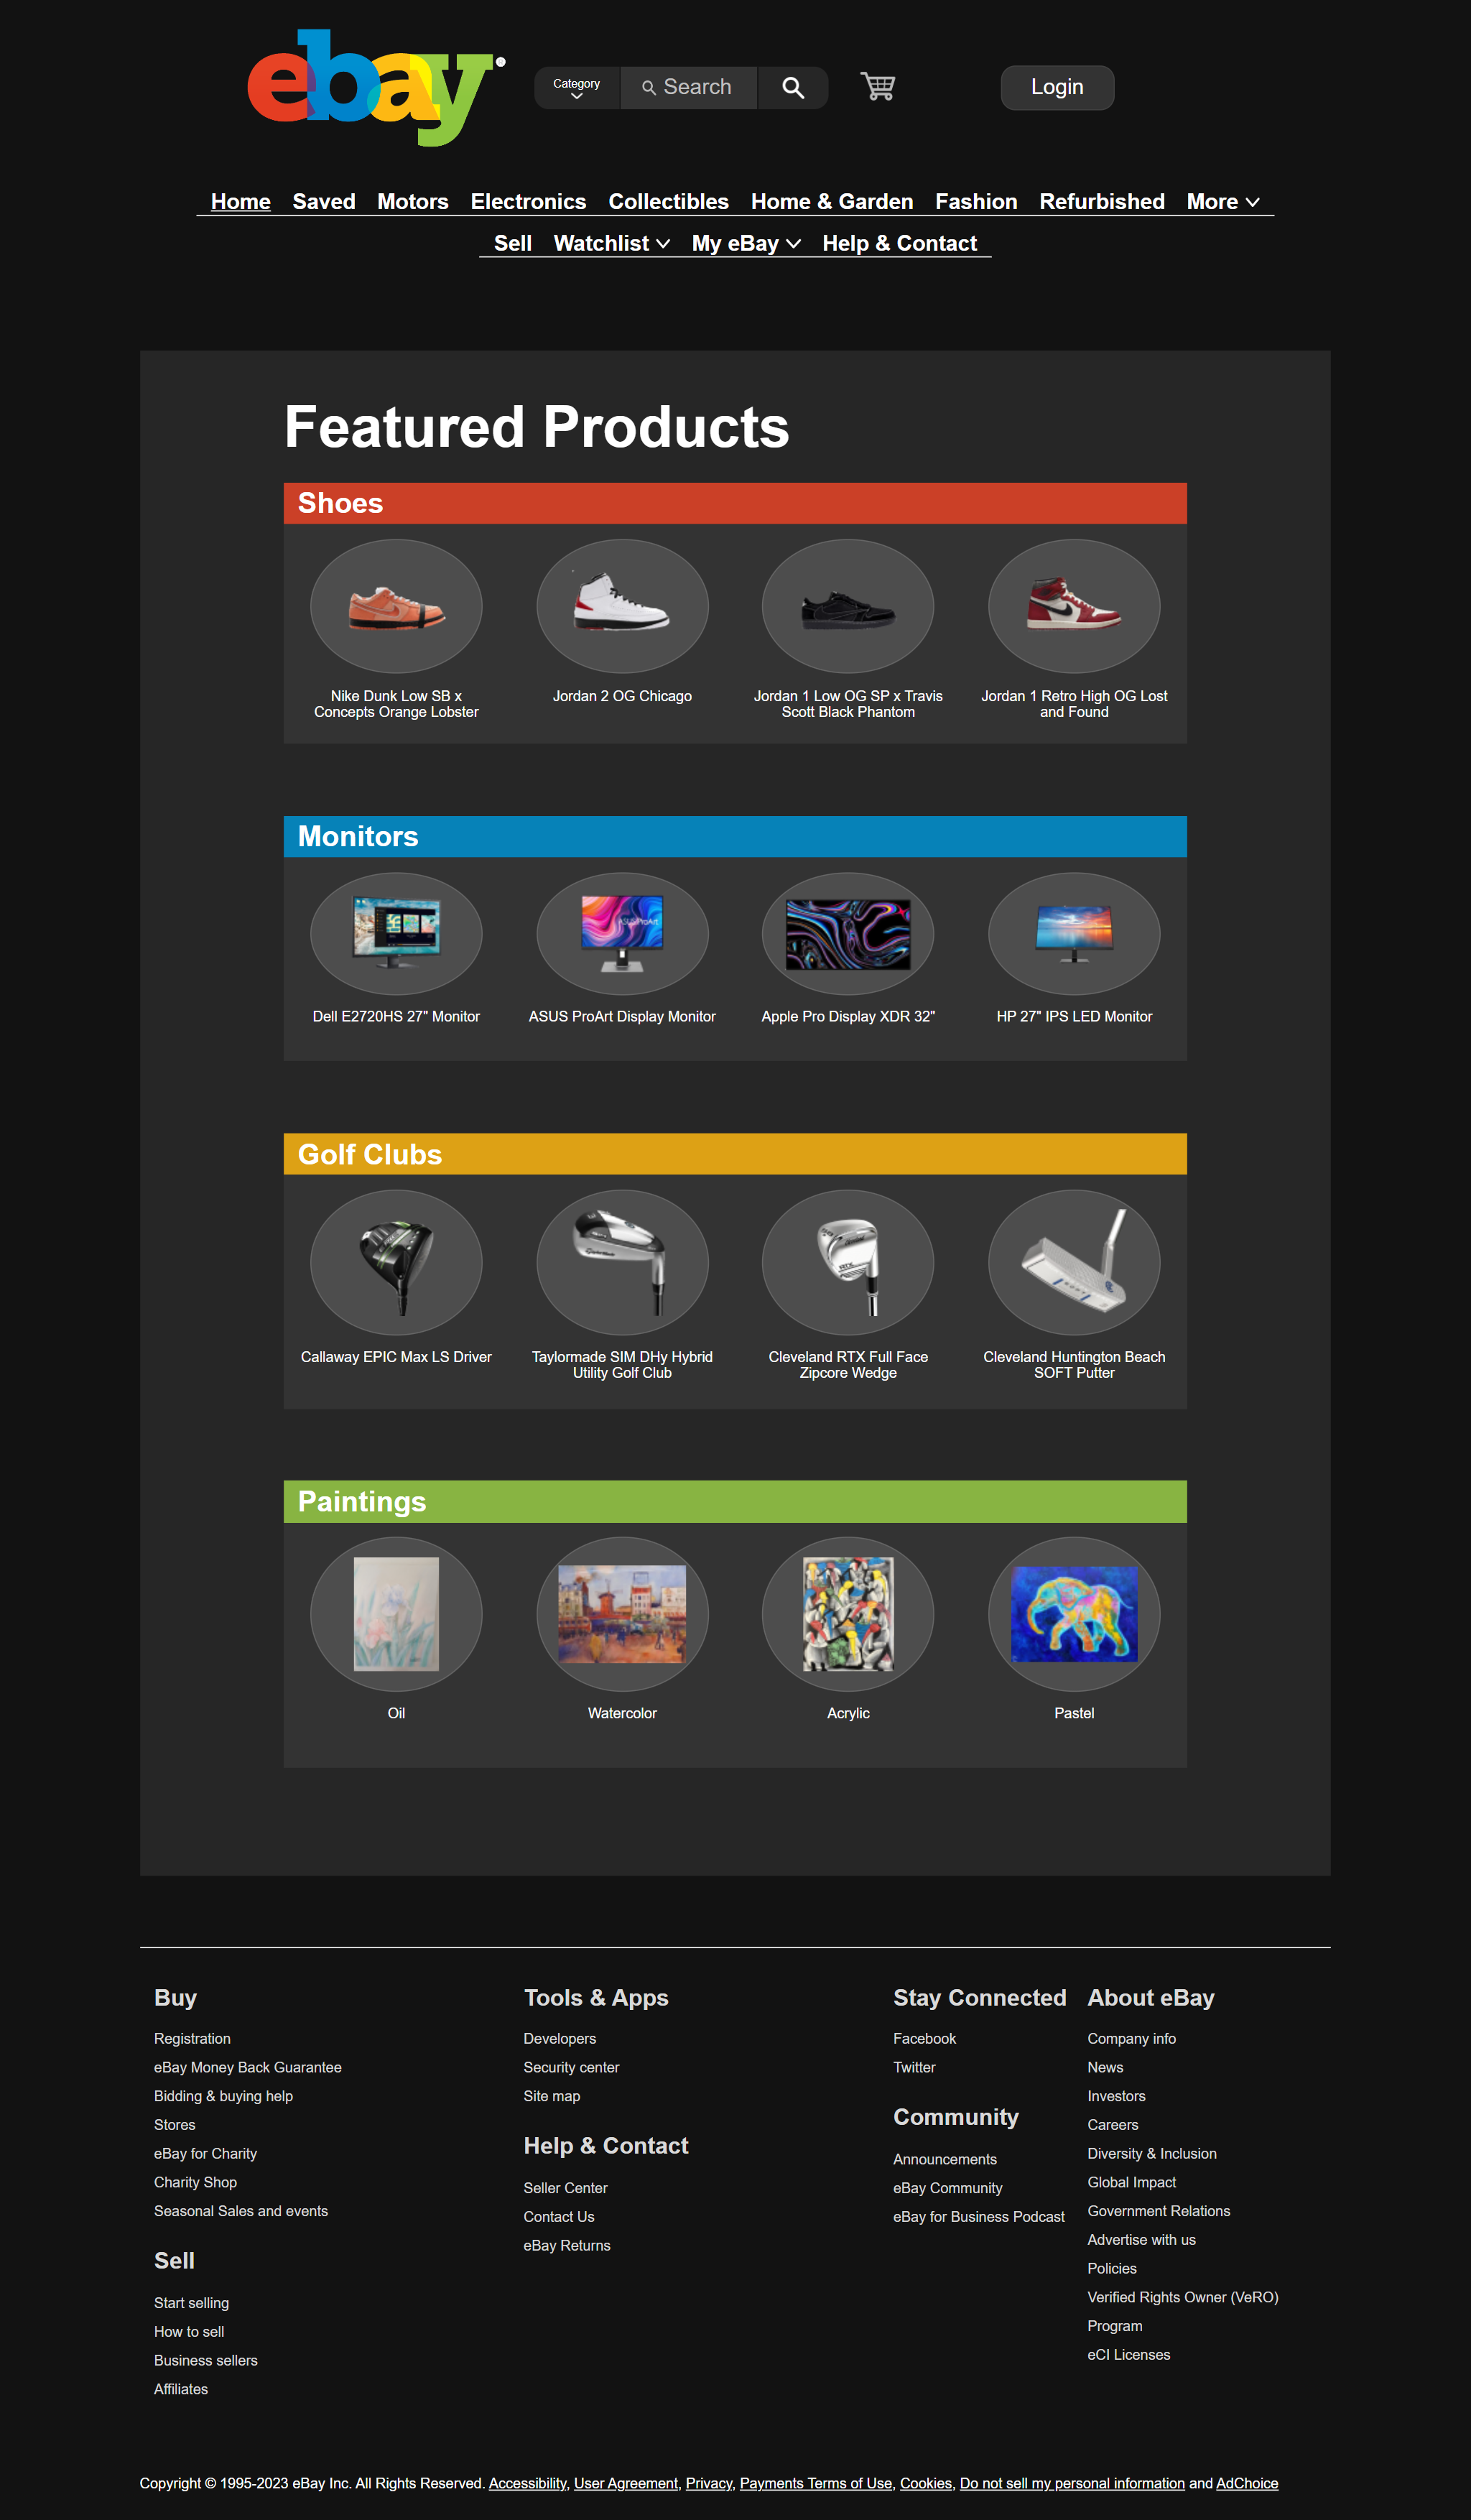 ebay
Category
Search
Login
Home Saved Motors Electronics Collectibles Home & Garden Fashion Refurbished More
Sell Watchlist My eBay Help & Contact
Featured Products
Shoes
Nike Dunk Low SB x
Concepts Orange Lobster
Jordan 2 OG Chicago
Jordan 1 Low OG SP x Travis
Scott Black Phantom
Jordan 1 Retro High OG Lost
and Found
Monitors
ASUS ProArt
Dell E2720HS 27" Monitor
ASUS ProArt Display Monitor
Apple Pro Display XDR 32"
HP 27" IPS LED Monitor
Golf Clubs
RTX
Callaway EPIC Max LS Driver
Taylormade SIM DHy Hybrid
Utility Golf Club
Cleveland RTX Full Face
Zipcore Wedge
Cleveland Huntington Beach
SOFT Putter
Paintings
Oil
Watercolor
Acrylic
Pastel
Buy
Registration
eBay Money Back Guarantee
Bidding & buying help
Stores
eBay for Charity
Charity Shop
Seasonal Sales and events
Sell
Start selling
How to sell
Business sellers
Affiliates
Tools & Apps
Developers
Security center
Site map
Help & Contact
Seller Center
Contact Us
eBay Returns
Stay Connected
Facebook
Twitter
Community
Announcements
eBay Community
eBay for Business Podcast
About eBay
Company info
News
Investors
Careers
Diversity & Inclusion
Global Impact
Government Relations
Advertise with us
Policies
Verified Rights Owner (VeRO)
Program
eCI Licenses
Copyright © 1995-2023 eBay Inc. All Rights Reserved. Accessibility, User Agreement, Privacy, Payments Terms of Use, Cookies, Do not sell my personal information and AdChoice